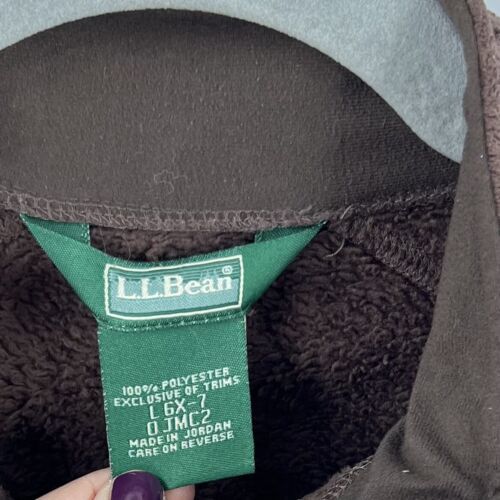 L.L.Bean®
100% POLYESTER
EXCLUSIVE OF TRIMS
L 6X-7
0 JMC2
MADE IN JORDAN
CARE ON REVERSE